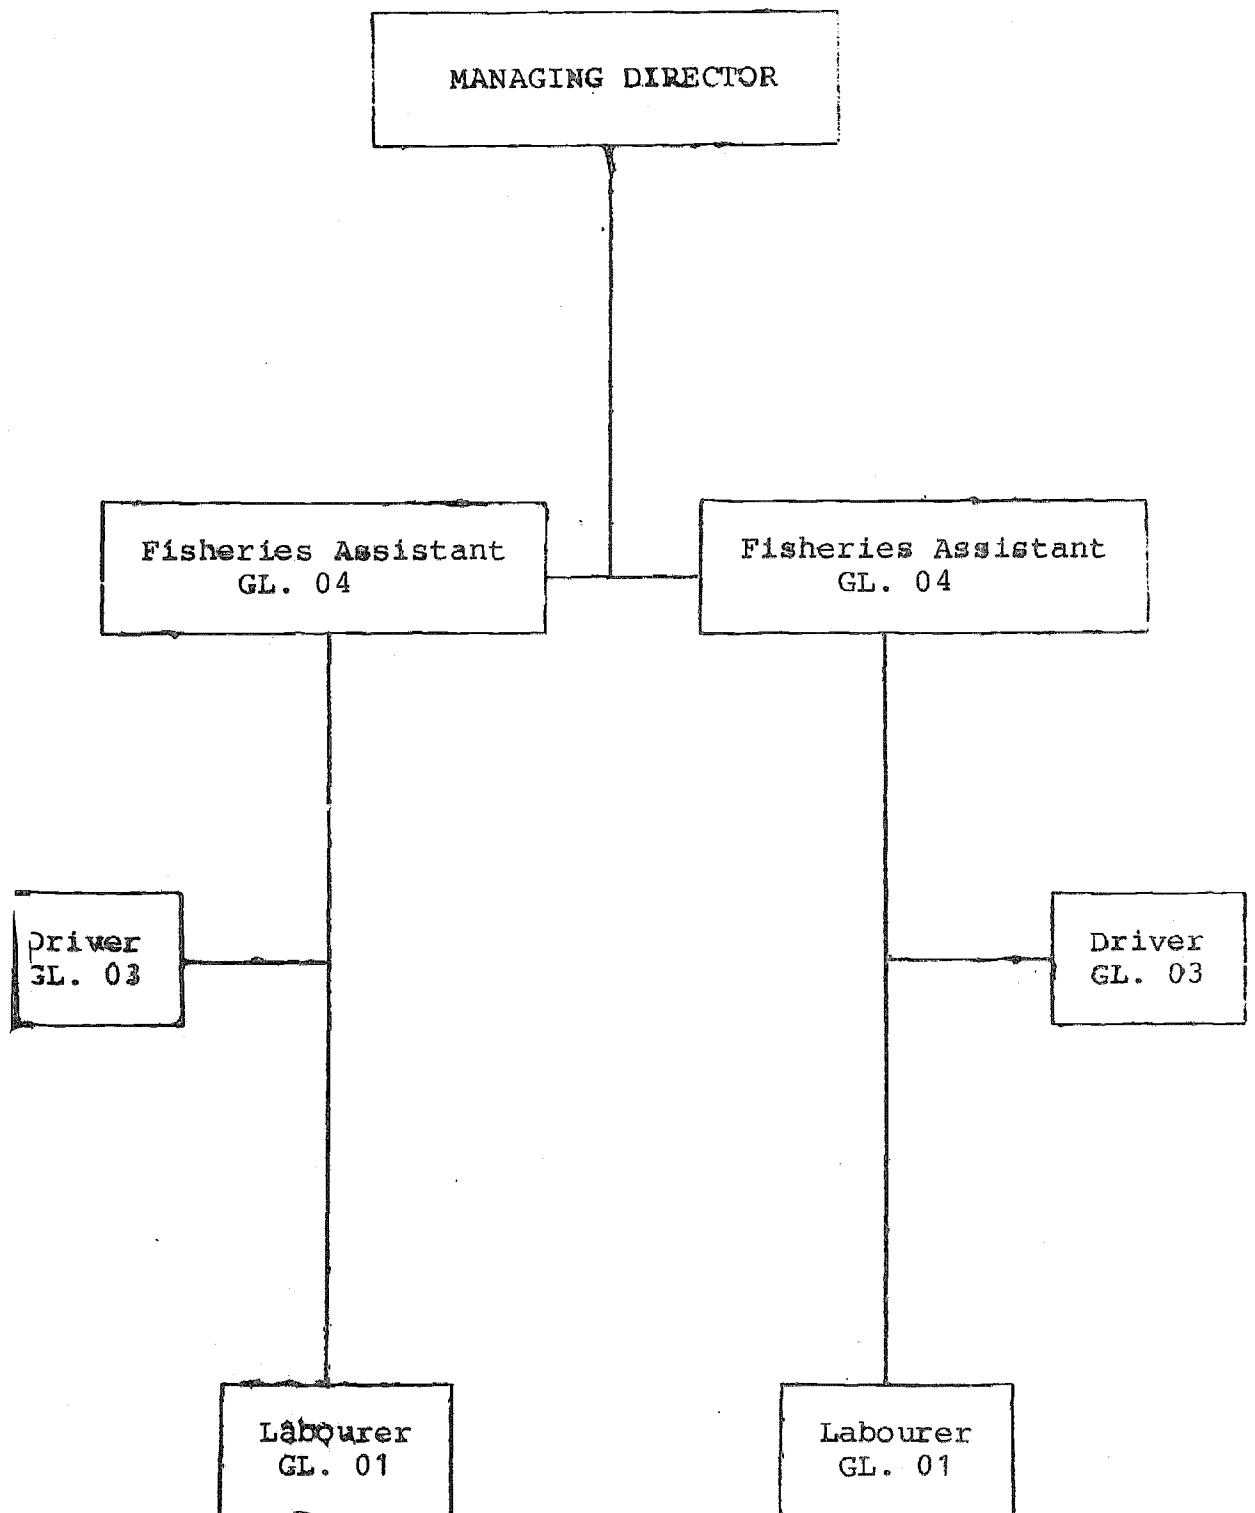 MANAGING DIRECTOR
Fisheries Assistant
GL. 04
Fisheries Assistant
GL. 04
Driver
GL. 03
Driver
GL. 03
Labourer
GL. 01
Labourer
GL. 01